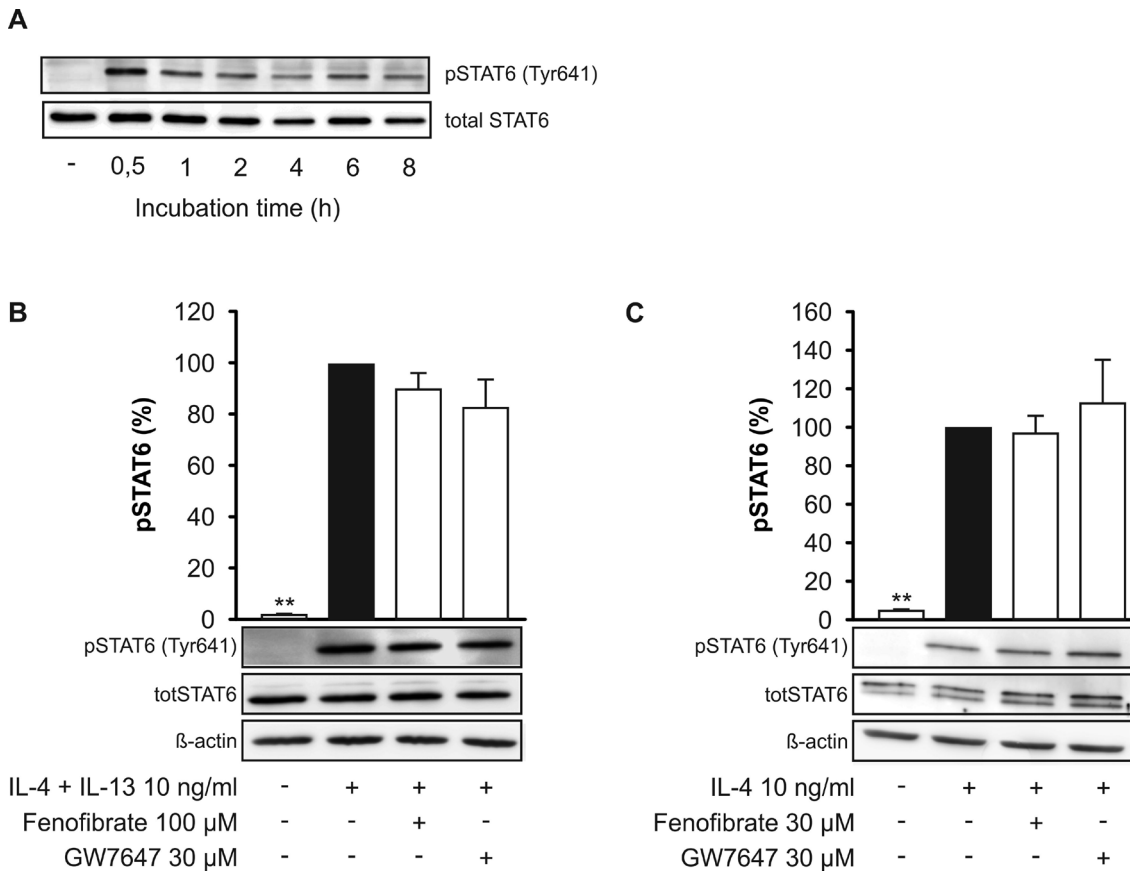 A
pSTAT6 (Tyr641)
total STAT6
- 0,5 1 2 4 6 8
Incubation time (h)
B
120
100
80
60
40
20
0
pSTAT6 (%)
**
pSTAT6 (Tyr641)
totSTAT6
ß-actin
IL-4 + IL-13 10 ng/ml - + + +
Fenofibrate 100 µM - - + -
GW7647 30 µM - - - +
C
160
140
120
100
80
60
40
20
0
pSTAT6 (%)
**
pSTAT6 (Tyr641)
totSTAT6
ß-actin
IL-4 10 ng/ml - + + +
Fenofibrate 30 µM - - + -
GW7647 30 µM - - - +